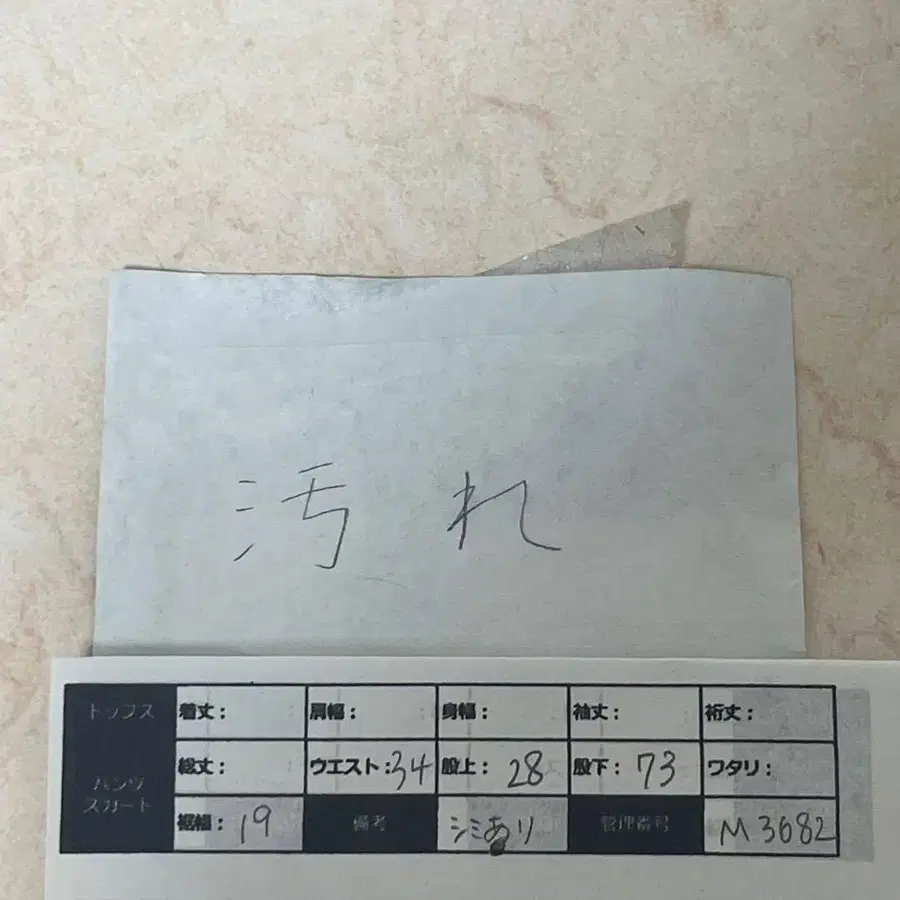 汚れ
トップス 着丈： 肩幅： 身幅： 袖丈： 裄丈：
パンツ スカート 総丈： ウエスト：34 股上：28 股下：73 ワタリ：
裾幅：19 備考 シミあり 管理番号 M3682